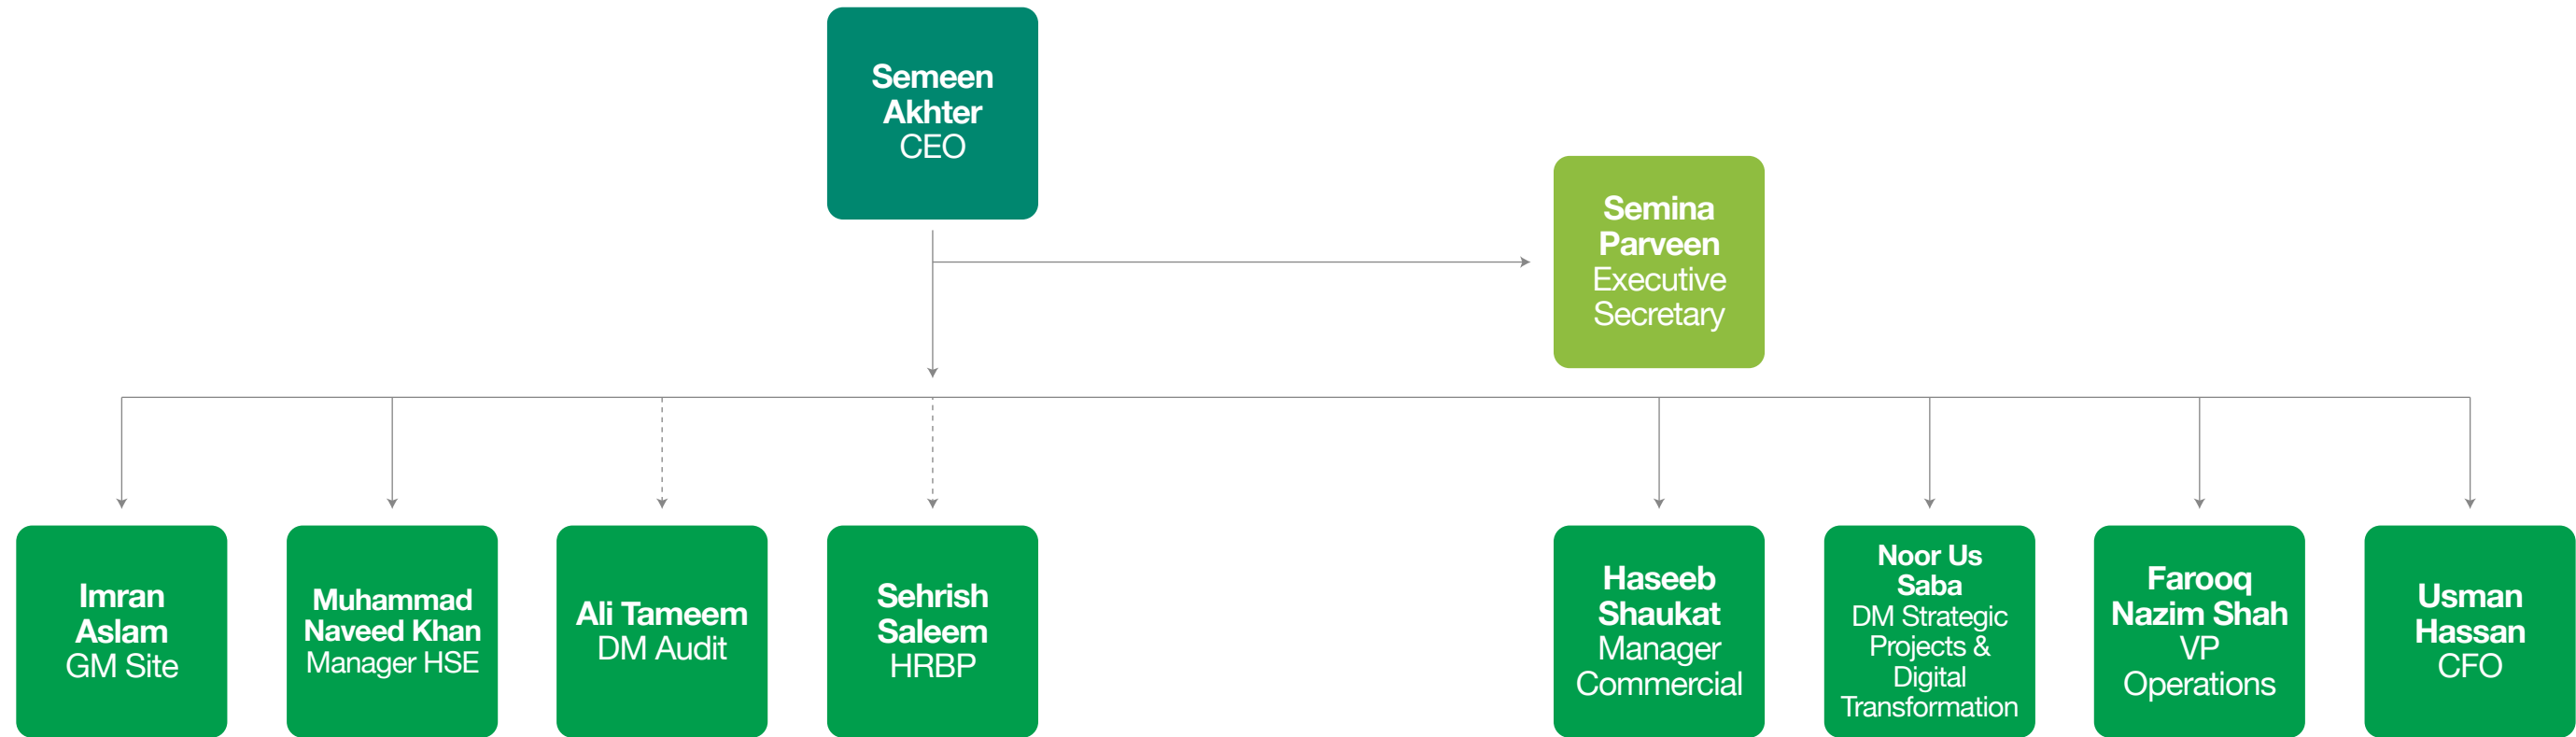 Semeen
Akhter
CEO
Semina
Parveen
Executive
Secretary
Imran
Aslam
GM Site
Muhammad
Naveed Khan
Manager HSE
Ali Tameem
DM Audit
Sehrish
Saleem
HRBP
Haseeb
Shaukat
Manager
Commercial
Noor Us
Saba
DM Strategic
Projects &
Digital
Transformation
Farooq
Nazim Shah
VP
Operations
Usman
Hassan
CFO